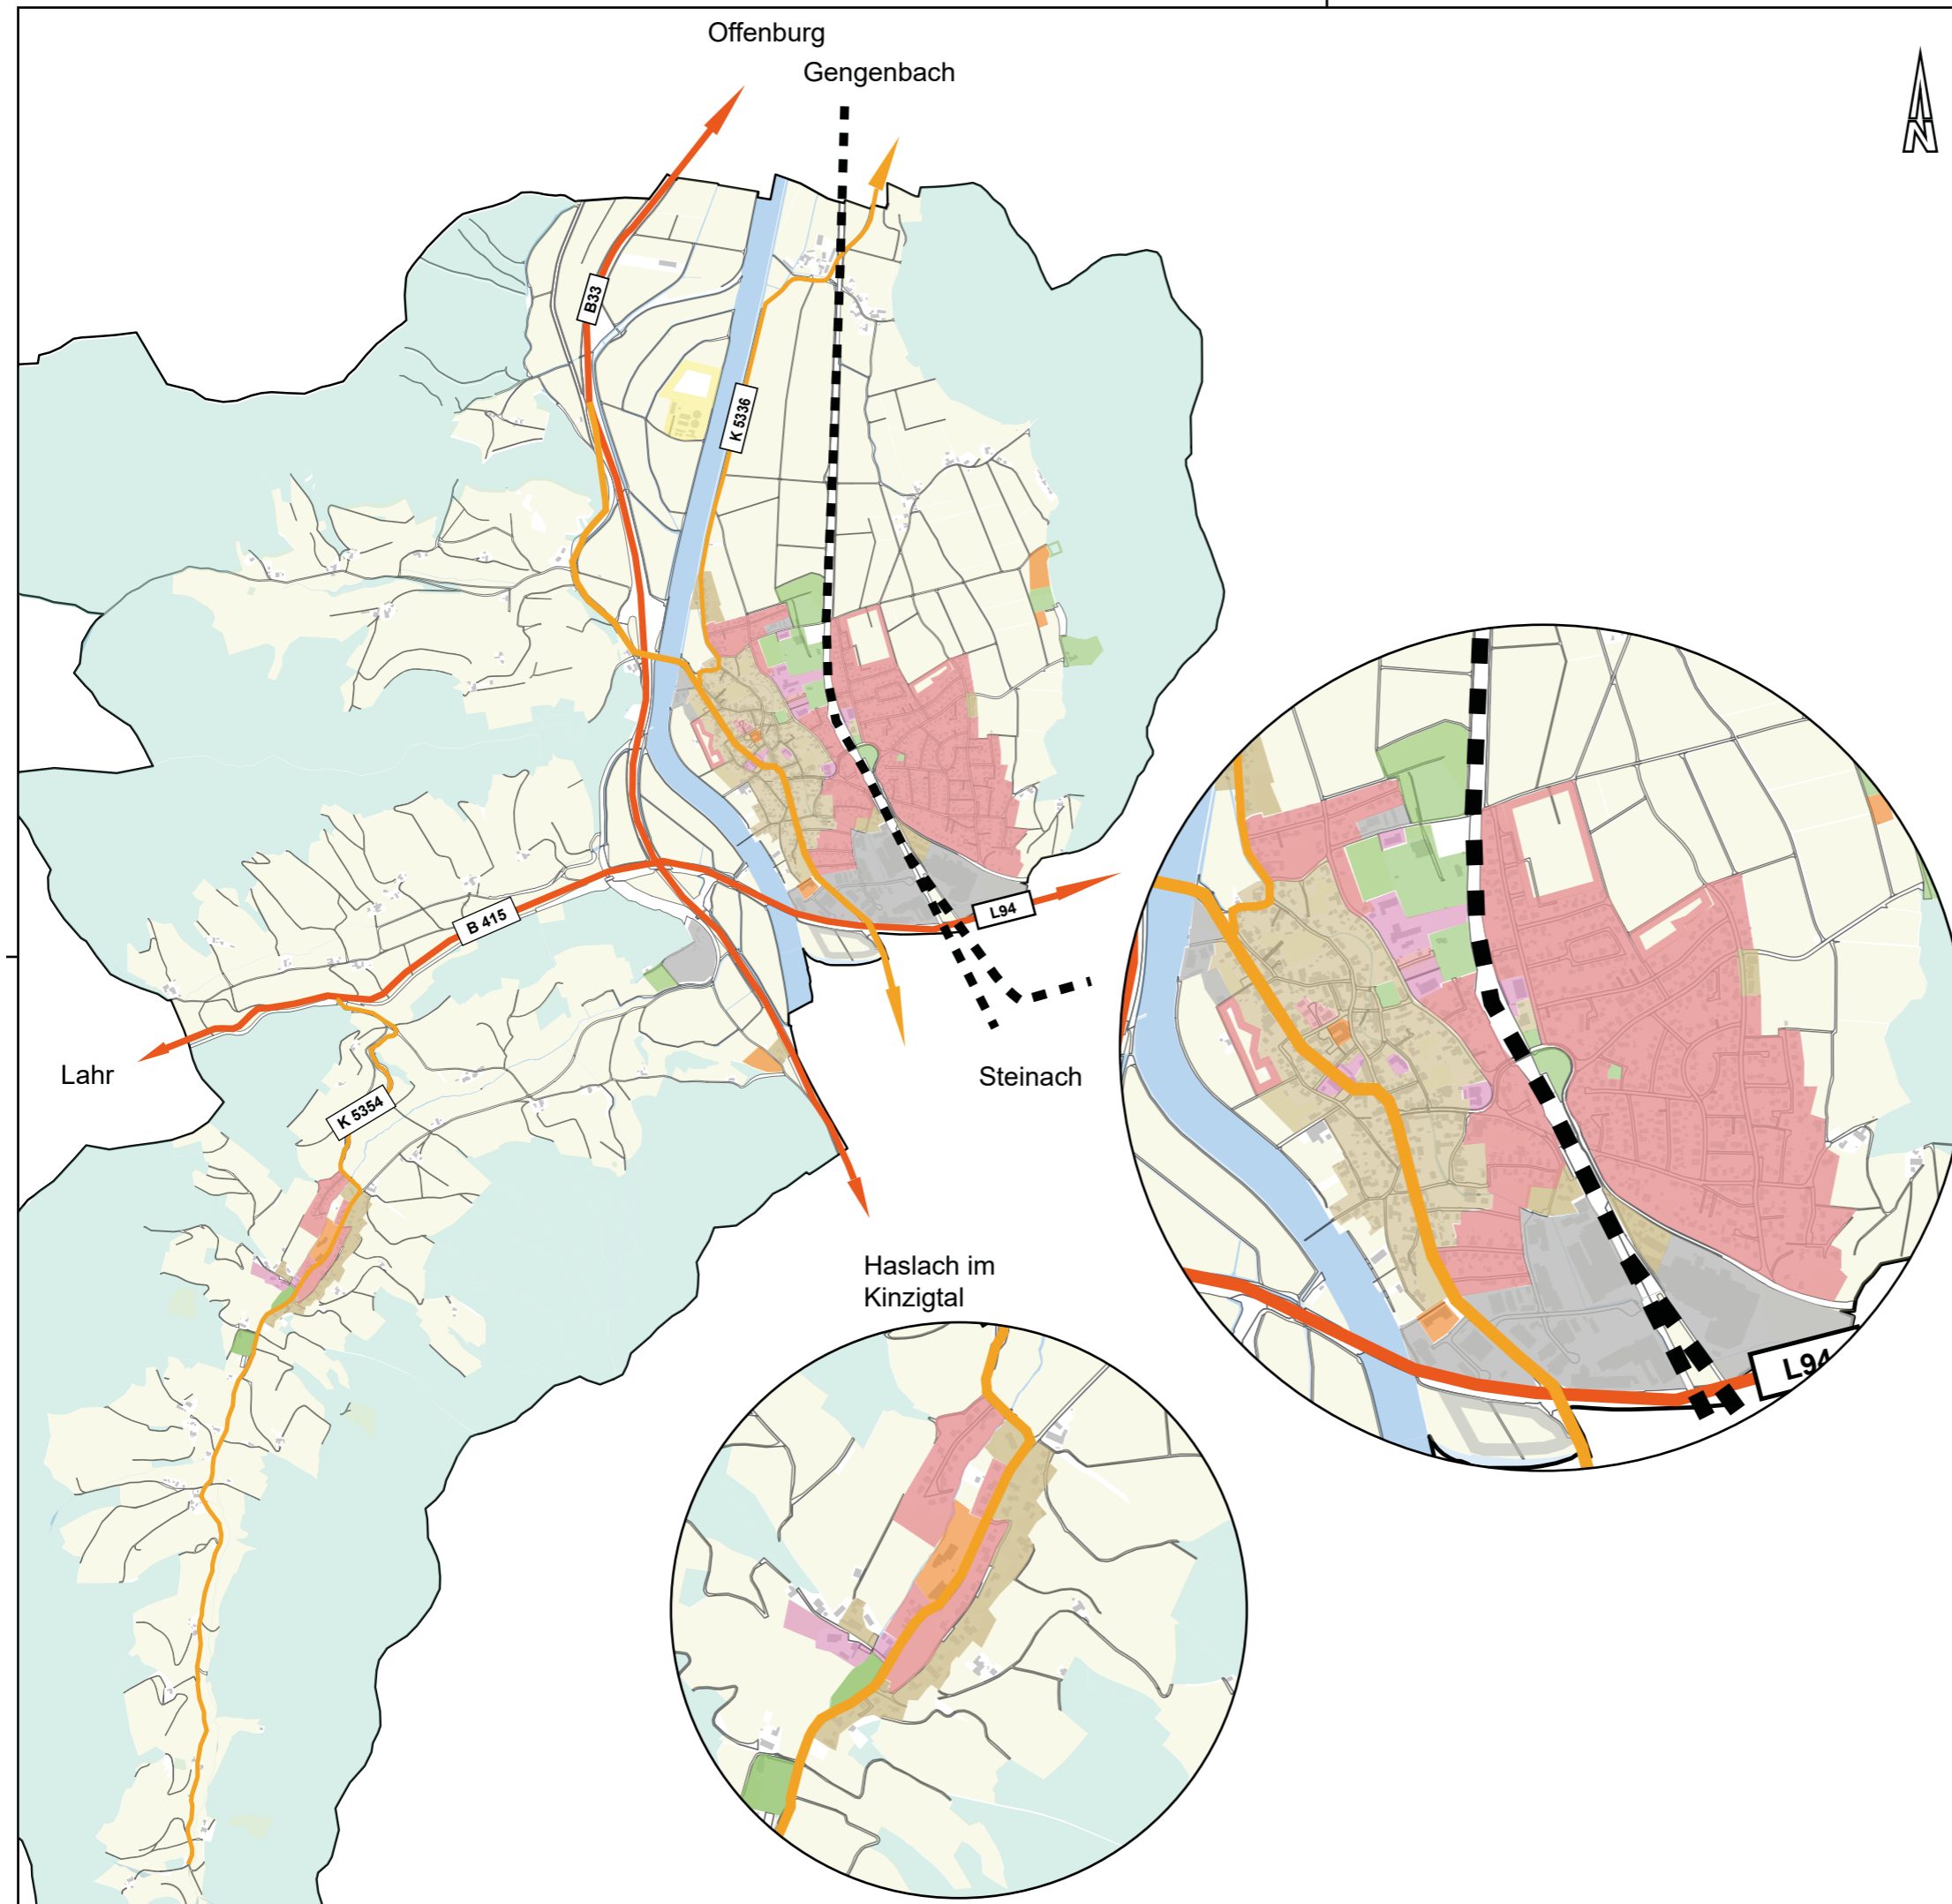 Offenburg
Gengenbach
N
B33
K 5336
B 415
L94
Lahr
K 5354
Steinach
L94
Haslach im
Kinzigtal